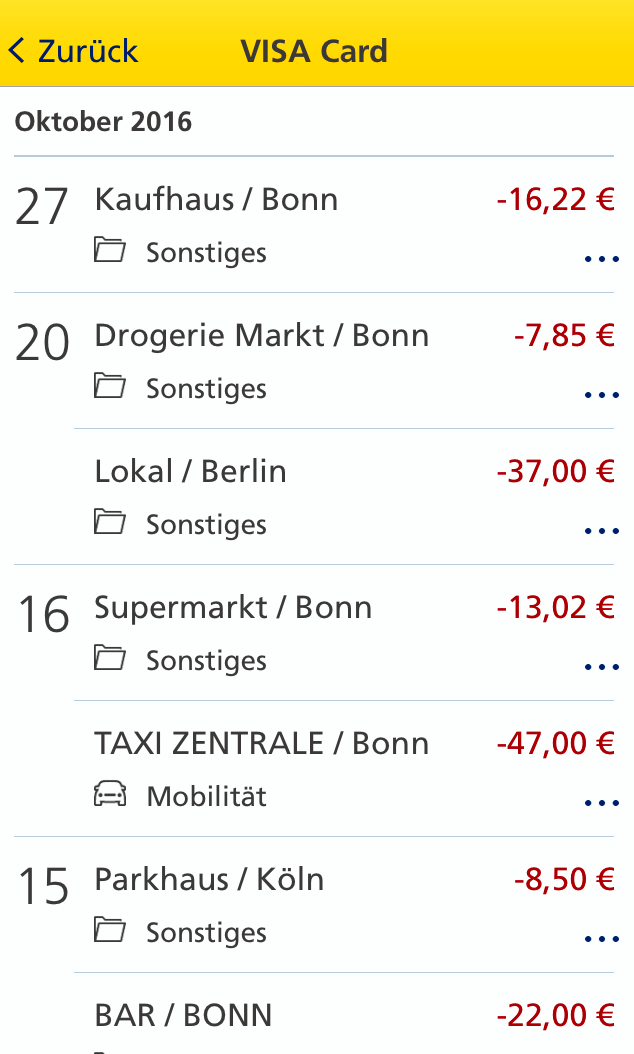 Zurück VISA Card
Oktober 2016
27 Kaufhaus / Bonn -16,22 €
Sonstiges ...
20 Drogerie Markt / Bonn -7,85 €
Sonstiges ...
Lokal / Berlin -37,00 €
Sonstiges ...
16 Supermarkt / Bonn -13,02 €
Sonstiges ...
TAXI ZENTRALE / Bonn -47,00 €
Mobilität ...
15 Parkhaus / Köln -8,50 €
Sonstiges ...
BAR / BONN -22,00 €